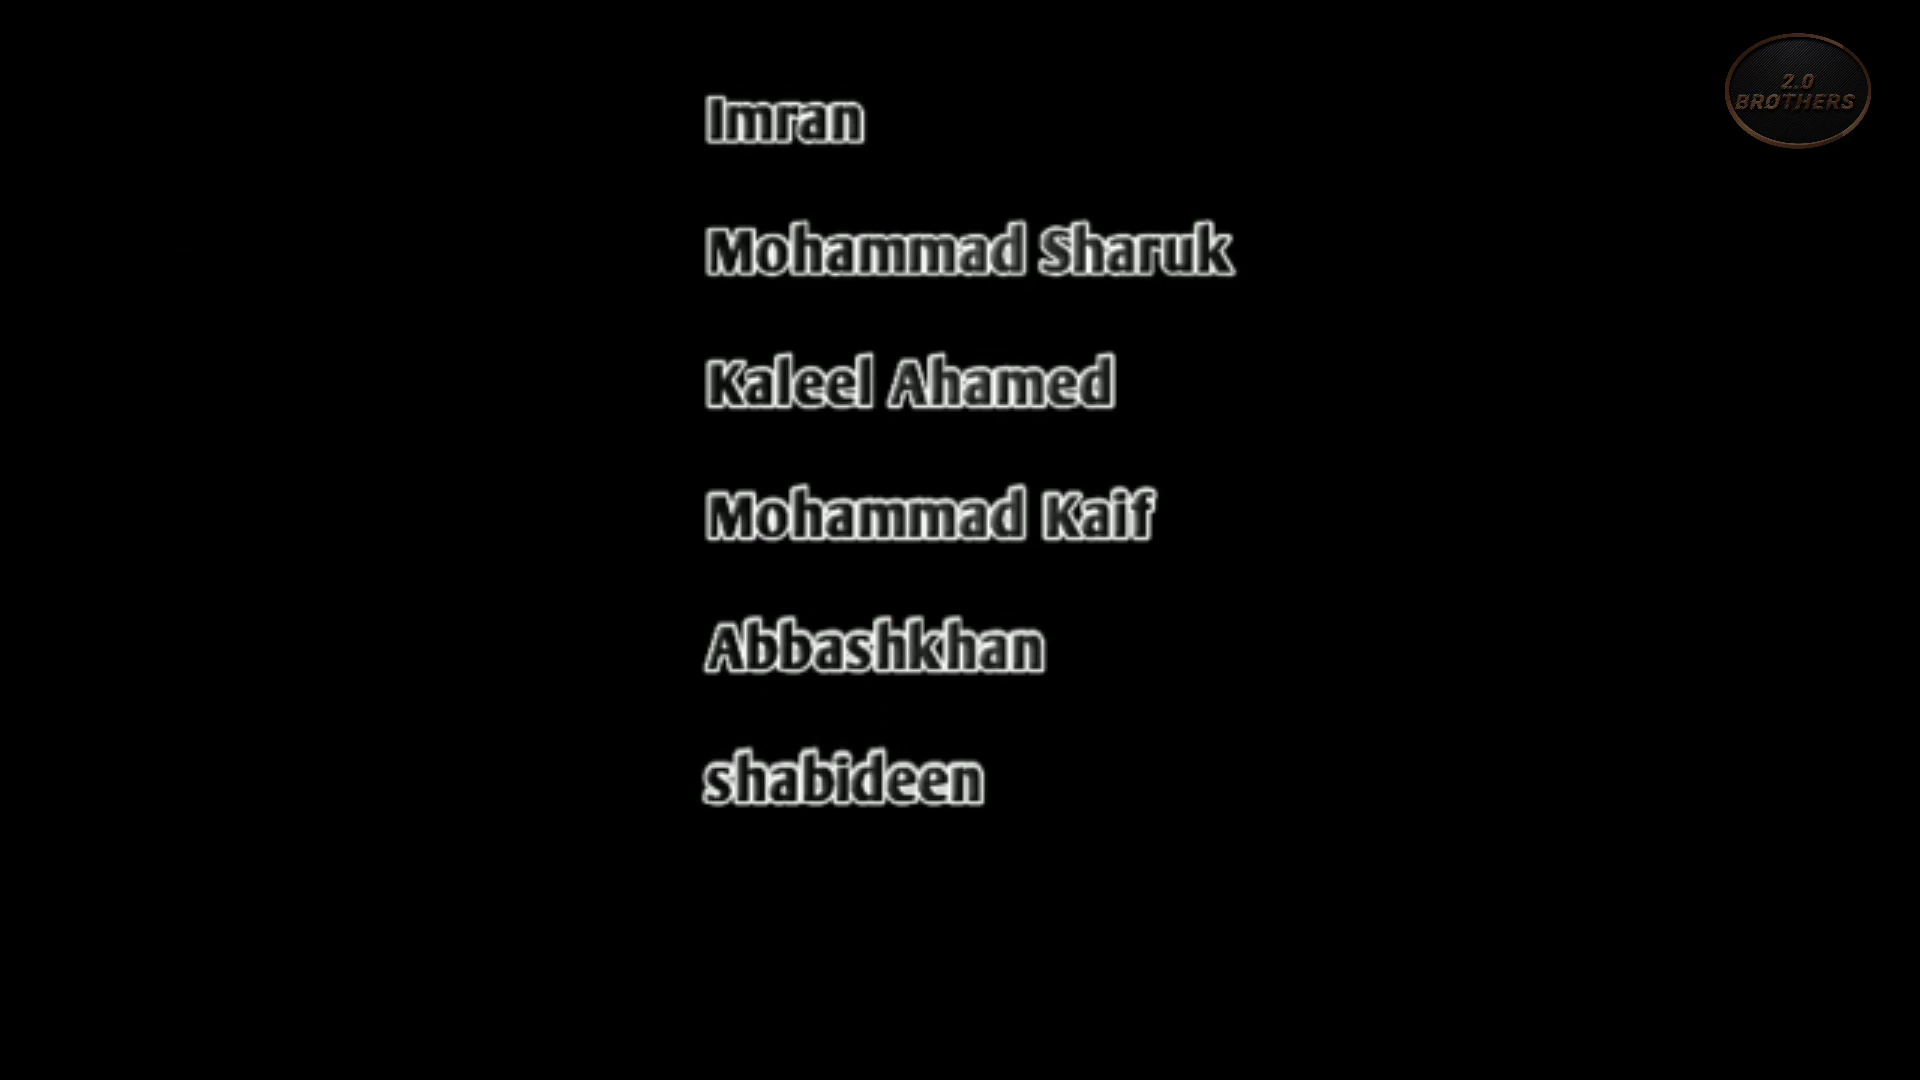 2.0
BROTHERS
Imran
Mohammad Sharuk
Kaleel Ahamed
Mohammad Kaif
Abbashkhan
shabideen